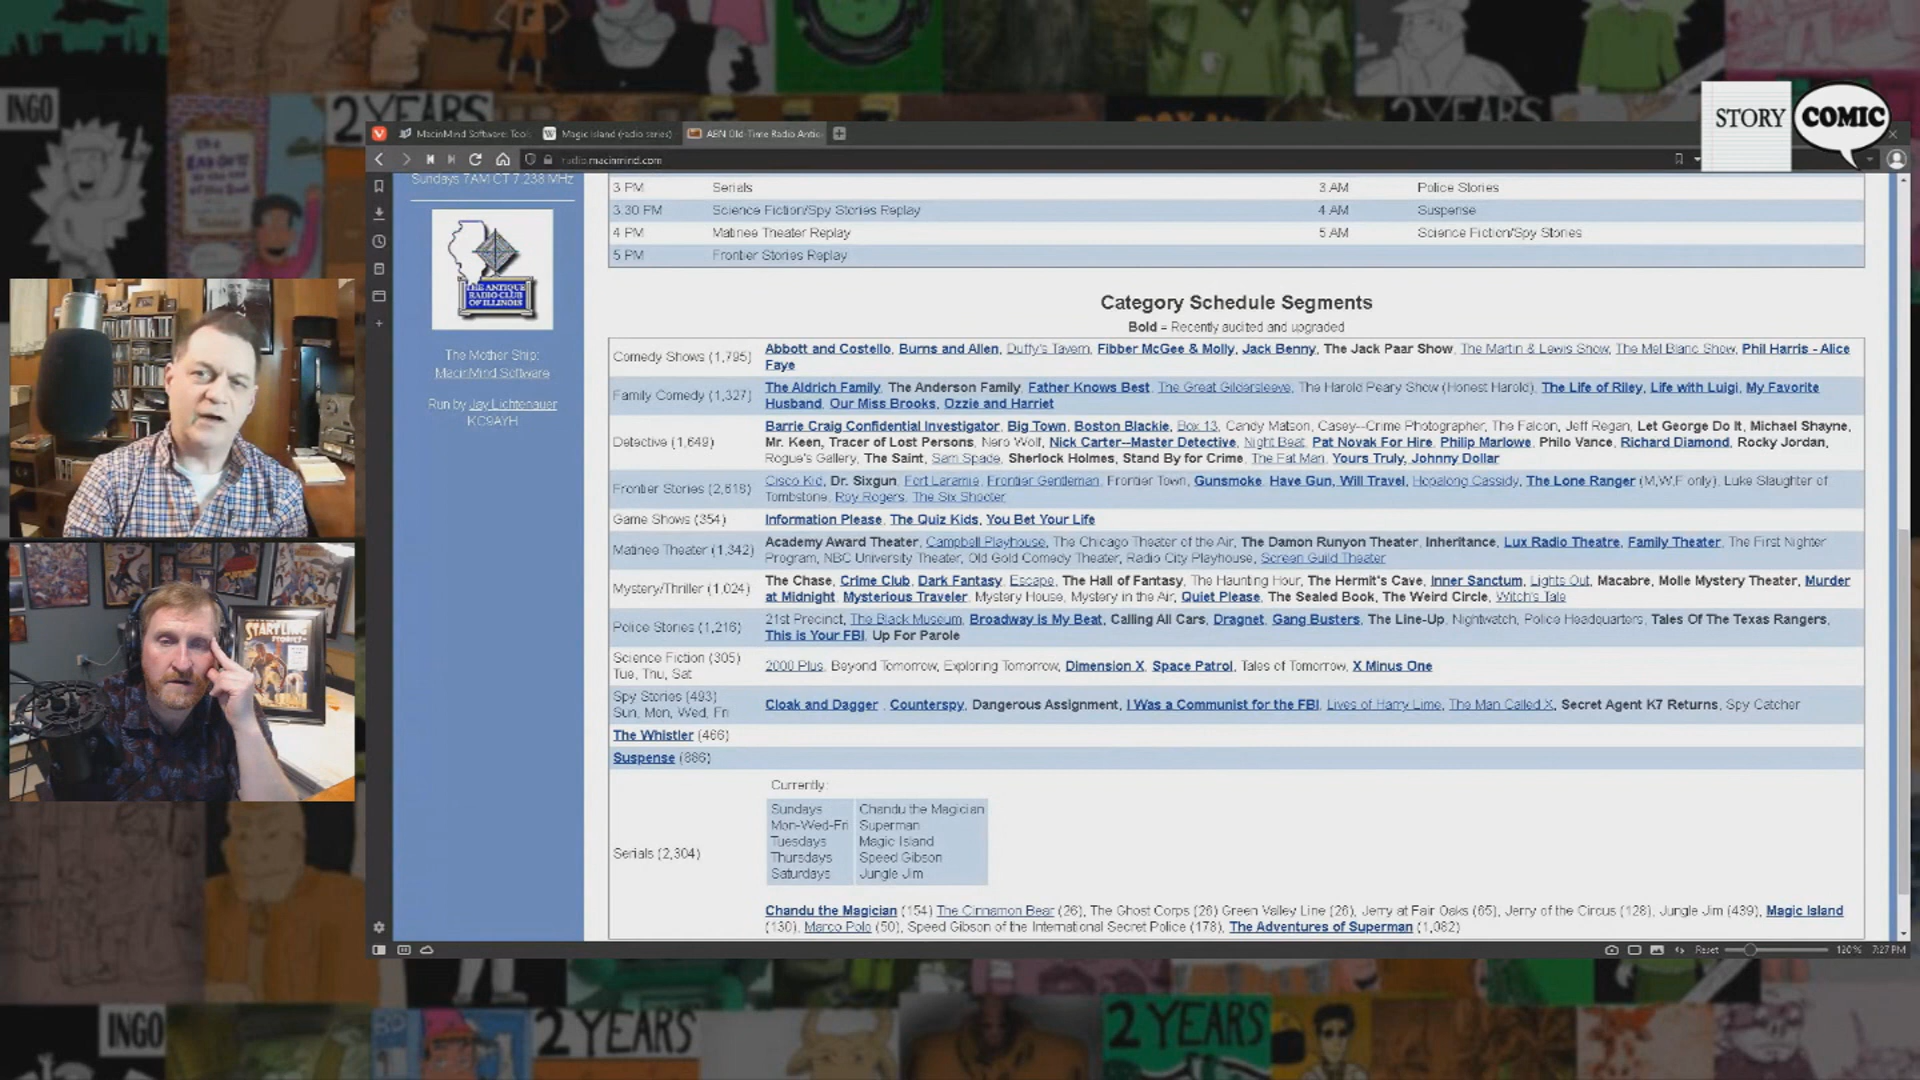 INGO
2 YEARS
2 YEARS
STORY
COMIC
MacinMind Software: Tool
Magic Island (radio series)
ABN Old-Time Radio Antio
radio.macinmind.com
Sundays 7AM CT 7.238 MHz
THE ANTIQUE
RADIO CLUB
OF ILLINOIS
The Mother Ship:
MacinMind Software
Run by Jay Lichtenauer
KC9AYH
3 PM Serials 3 AM Police Stories
3:30 PM Science Fiction/Spy Stories Replay 4 AM Suspense
4 PM Matinee Theater Replay 5 AM Science Fiction/Spy Stories
5 PM Frontier Stories Replay
Category Schedule Segments
Bold = Recently audited and upgraded
Comedy Shows (1,795) Abbott and Costello, Burns and Allen, Duffy's Tavern, Fibber McGee & Molly, Jack Benny, The Jack Paar Show, The Martin & Lewis Show, The Mel Blanc Show, Phil Harris - Alice
Faye
Family Comedy (1,327) The Aldrich Family, The Anderson Family, Father Knows Best, The Great Gildersleeve, The Harold Peary Show (Honest Harold), The Life of Riley, Life with Luigi, My Favorite
Husband, Our Miss Brooks, Ozzie and Harriet
Detective (1,649) Barrie Craig Confidential Investigator, Big Town, Boston Blackie, Box 13, Candy Matson, Casey--Crime Photographer, The Falcon, Jeff Regan, Let George Do It, Michael Shayne,
Mr. Keen, Tracer of Lost Persons, Nero Wolf, Nick Carter--Master Detective, Night Beat, Pat Novak For Hire, Philip Marlowe, Philo Vance, Richard Diamond, Rocky Jordan,
Rogue's Gallery, The Saint, Sam Spade, Sherlock Holmes, Stand By for Crime, The Fat Man, Yours Truly, Johnny Dollar
Frontier Stories (2,616) Cisco Kid, Dr. Sixgun, Fort Laramie, Frontier Gentleman, Frontier Town, Gunsmoke, Have Gun, Will Travel, Hopalong Cassidy, The Lone Ranger (M,W,F only), Luke Slaughter of
Tombstone, Roy Rogers, The Six Shooter
Game Shows (354) Information Please, The Quiz Kids, You Bet Your Life
Matinee Theater (1,342) Academy Award Theater, Campbell Playhouse, The Chicago Theater of the Air, The Damon Runyon Theater, Inheritance, Lux Radio Theatre, Family Theater, The First Nighter
Program, NBC University Theater, Old Gold Comedy Theater, Radio City Playhouse, Screen Guild Theater
Mystery/Thriller (1,024) The Chase, Crime Club, Dark Fantasy, Escape, The Hall of Fantasy, The Haunting Hour, The Hermit's Cave, Inner Sanctum, Lights Out, Macabre, Molle Mystery Theater, Murder
at Midnight, Mysterious Traveler, Mystery House, Mystery in the Air, Quiet Please, The Sealed Book, The Weird Circle, Witch's Tale
Police Stories (1,216) 21st Precinct, The Black Museum, Broadway is My Beat, Calling All Cars, Dragnet, Gang Busters, The Line-Up, Nightwatch, Police Headquarters, Tales Of The Texas Rangers,
This is Your FBI, Up For Parole
Science Fiction (305)
Tue, Thu, Sat
2000 Plus, Beyond Tomorrow, Exploring Tomorrow, Dimension X, Space Patrol, Tales of Tomorrow, X Minus One
Spy Stories (493)
Sun, Mon, Wed, Fri
Cloak and Dagger , Counterspy, Dangerous Assignment, I Was a Communist for the FBI, Lives of Harry Lime, The Man Called X, Secret Agent K7 Returns, Spy Catcher
The Whistler (466)
Suspense (886)
Currently:
Sundays Chandu the Magician
Mon-Wed-Fri Superman
Tuesdays Magic Island
Thursdays Speed Gibson
Saturdays Jungle Jim
Serials (2,304)
Chandu the Magician (154) The Cinnamon Bear (26), The Ghost Corps (26) Green Valley Line (26), Jerry at Fair Oaks (65), Jerry of the Circus (128), Jungle Jim (439), Magic Island
(130), Marco Polo (50), Speed Gibson of the International Secret Police (178), The Adventures of Superman (1,082)
Reset 120 % 7:27 PM
STARTLING
STORIES
INGO
2 YEARS
2 YEARS